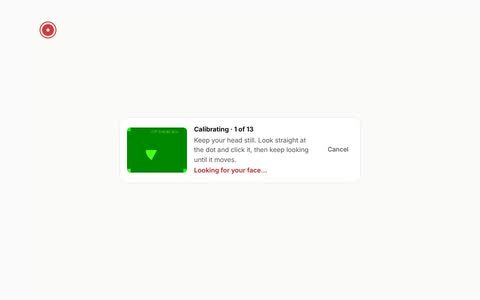 Calibrating · 1 of 13
Keep your head still. Look straight at
the dot and click it, then keep looking
until it moves.
Looking for your face…
Cancel